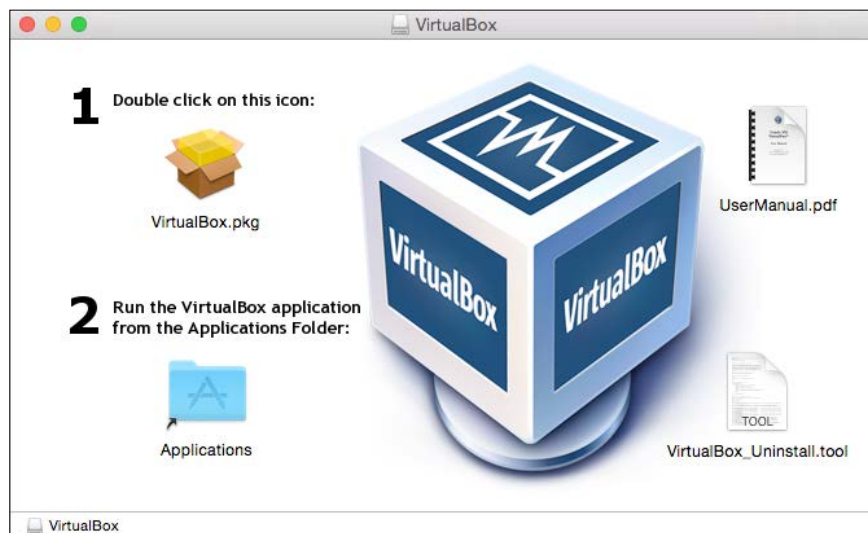 VirtualBox
1 Double click on this icon:
VirtualBox.pkg
2 Run the VirtualBox application
from the Applications Folder:
Applications
VirtualBox
VirtualBox
UserManual.pdf
TOOL
VirtualBox_Uninstall.tool
VirtualBox